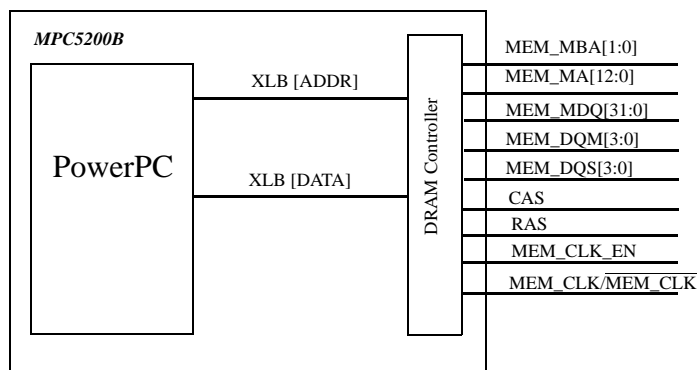 MPC5200B
PowerPC
XLB [ADDR]
XLB [DATA]
DRAM Controller
MEM_MBA[1:0]
MEM_MA[12:0]
MEM_MDQ[31:0]
MEM_DQM[3:0]
MEM_DQS[3:0]
CAS
RAS
MEM_CLK_EN
MEM_CLK/MEM_CLK